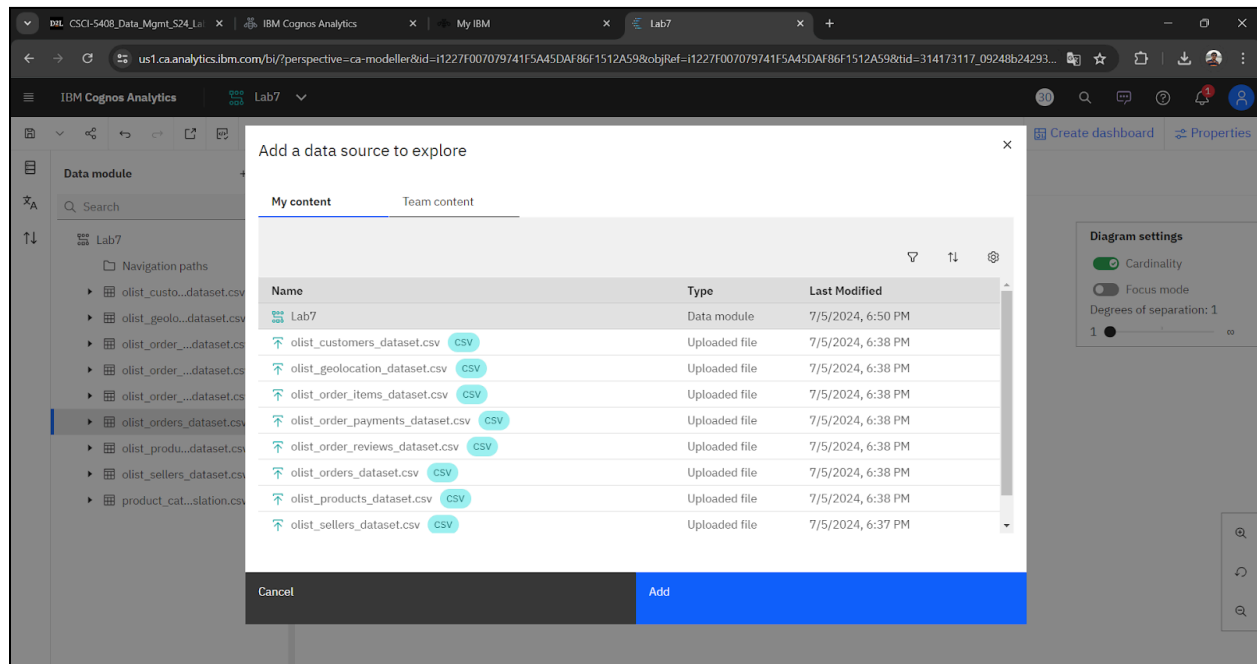 D2L CSCI-5408_Data_Mgmt_S24_La
IBM Cognos Analytics
My IBM
Lab7
us1.ca.analytics.ibm.com/bi/?perspective=ca-modeller&id=i1227F007079741F5A45DAF86F1512A59&objRef=i1227F007079741F5A45DAF86F1512A59&tid=314173117_09248b24293...
IBM Cognos Analytics
Lab7
30
1
Create dashboard
Properties
Data module
Search
Lab7
Navigation paths
olist_custo...dataset.csv
olist_geolo...dataset.csv
olist_order_...dataset.cs
olist_order_...dataset.cs
olist_order_...dataset.cs
olist_orders_dataset.csv
olist_produ...dataset.csv
olist_sellers_dataset.csv
product_cat...slation.csv
Add a data source to explore
My content
Team content
Name Type Last Modified
Lab7 Data module 7/5/2024, 6:50 PM
olist_customers_dataset.csv CSV Uploaded file 7/5/2024, 6:38 PM
olist_geolocation_dataset.csv CSV Uploaded file 7/5/2024, 6:38 PM
olist_order_items_dataset.csv CSV Uploaded file 7/5/2024, 6:38 PM
olist_order_payments_dataset.csv CSV Uploaded file 7/5/2024, 6:38 PM
olist_order_reviews_dataset.csv CSV Uploaded file 7/5/2024, 6:38 PM
olist_orders_dataset.csv CSV Uploaded file 7/5/2024, 6:38 PM
olist_products_dataset.csv CSV Uploaded file 7/5/2024, 6:38 PM
olist_sellers_dataset.csv CSV Uploaded file 7/5/2024, 6:37 PM
Cancel
Add
Diagram settings
Cardinality
Focus mode
Degrees of separation: 1
1 ∞